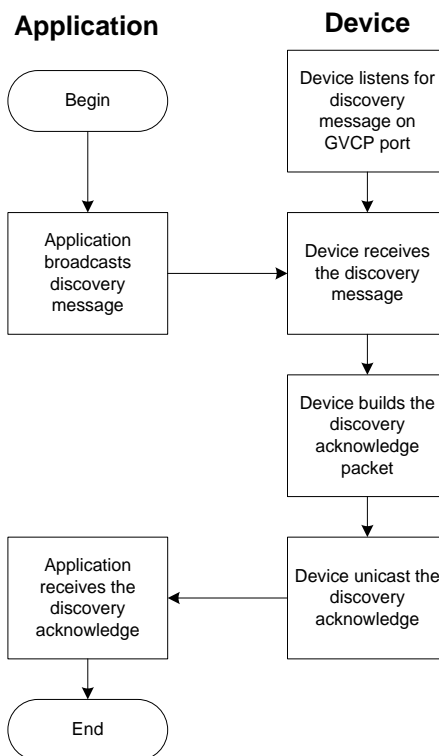 Application
Device
Begin
Device listens for
discovery
message on
GVCP port
Application
broadcasts
discovery
message
Device receives
the discovery
message
Device builds the
discovery
acknowledge
packet
Application
receives the
discovery
acknowledge
Device unicast the
discovery
acknowledge
End